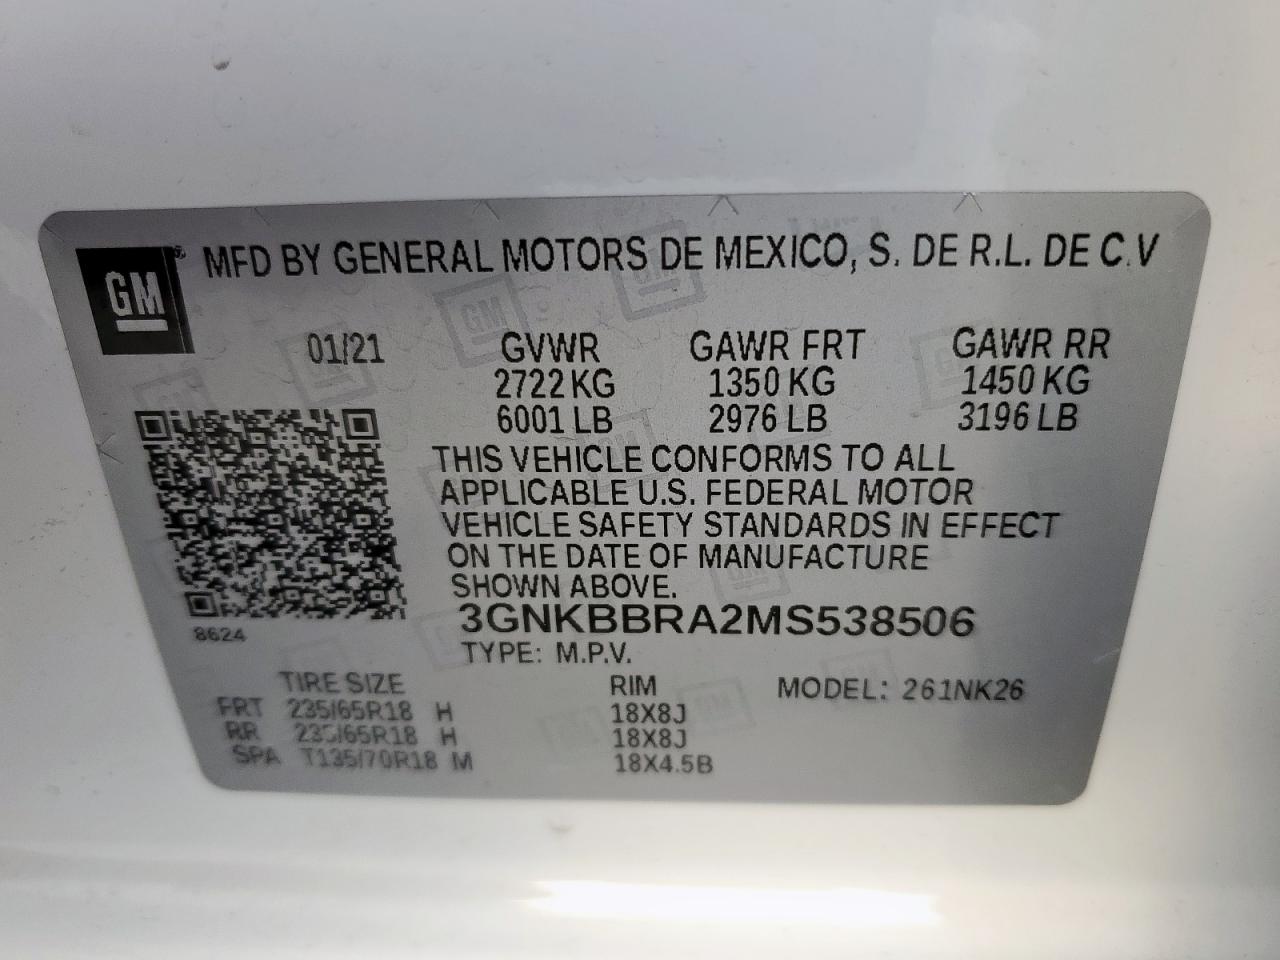 GM MFD BY GENERAL MOTORS DE MEXICO, S. DE R.L. DE C.V
01/21 GVWR GAWR FRT GAWR RR
2722 KG 1350 KG 1450 KG
6001 LB 2976 LB 3196 LB
THIS VEHICLE CONFORMS TO ALL
APPLICABLE U.S. FEDERAL MOTOR
VEHICLE SAFETY STANDARDS IN EFFECT
ON THE DATE OF MANUFACTURE
SHOWN ABOVE.
3GNKBBRA2MS538506
8624
TYPE: M.P.V.
TIRE SIZE RIM MODEL: 261NK26
FRT 235/65R18 H 18X8J
RR 235/65R18 H 18X8J
SPA T135/70R18 M 18X4.5B